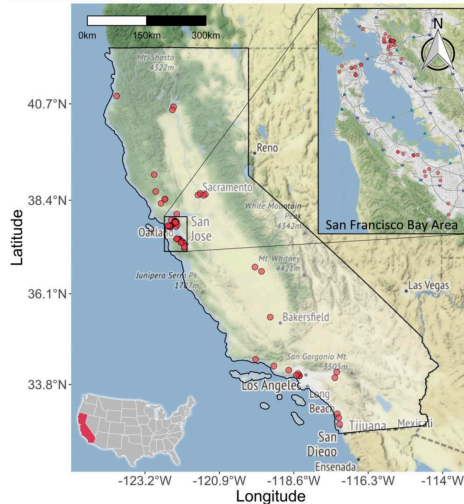 N
0km 150km 300km
Mt Shasta
4322m
40.7°N
Reno
38.4°N
Sacramento
San Francisco Bay Area
White Mountain
Peak
4342m
Oakland
San
Jose
Mt. Whitney
4421m
Junipero Serra Pk.
36.1°N
Las Vegas
Bakersfield
San Gorgonio Mt.
3505m
33.8°N
Los Angeles
Long
Beach
Tijuana
Mexicali
San
Diego
Ensenada
Latitude
123.2°W 120.9°W 118.6°W 116.3°W 114°W
Longitude